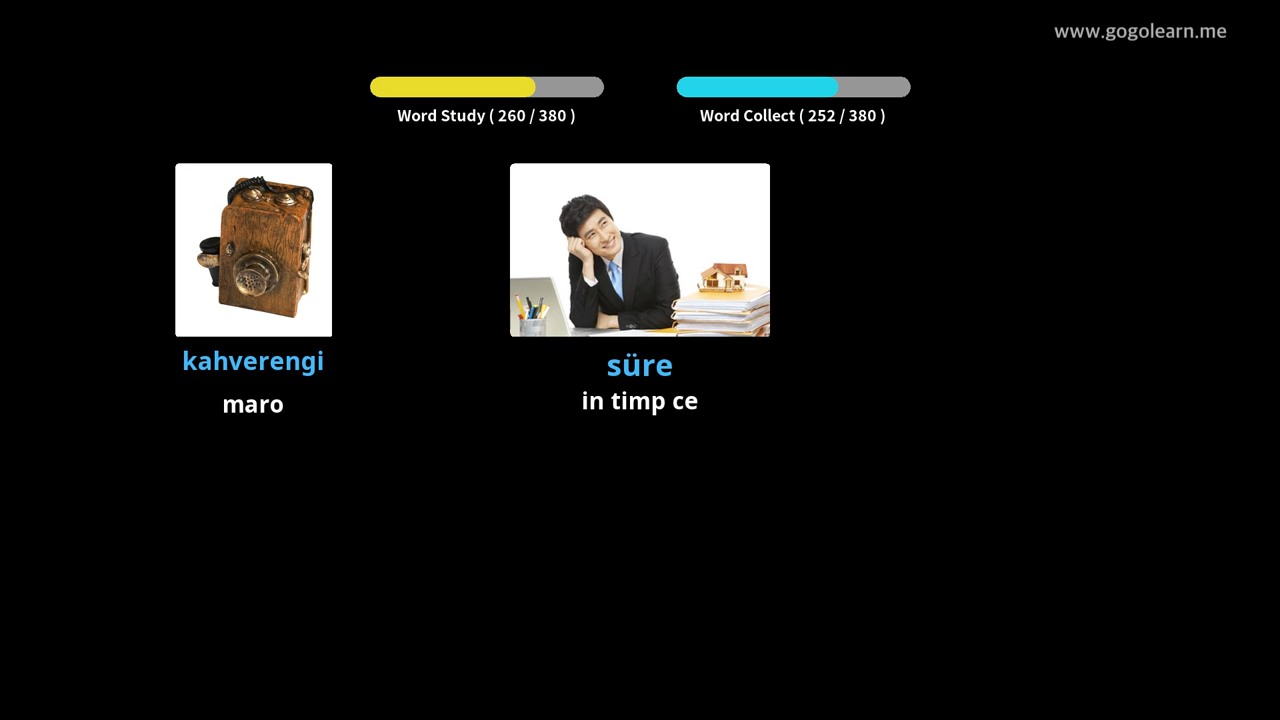 www.gogolearn.me
Word Study ( 260 / 380 )
Word Collect ( 252 / 380 )
kahverengi
maro
süre
in timp ce